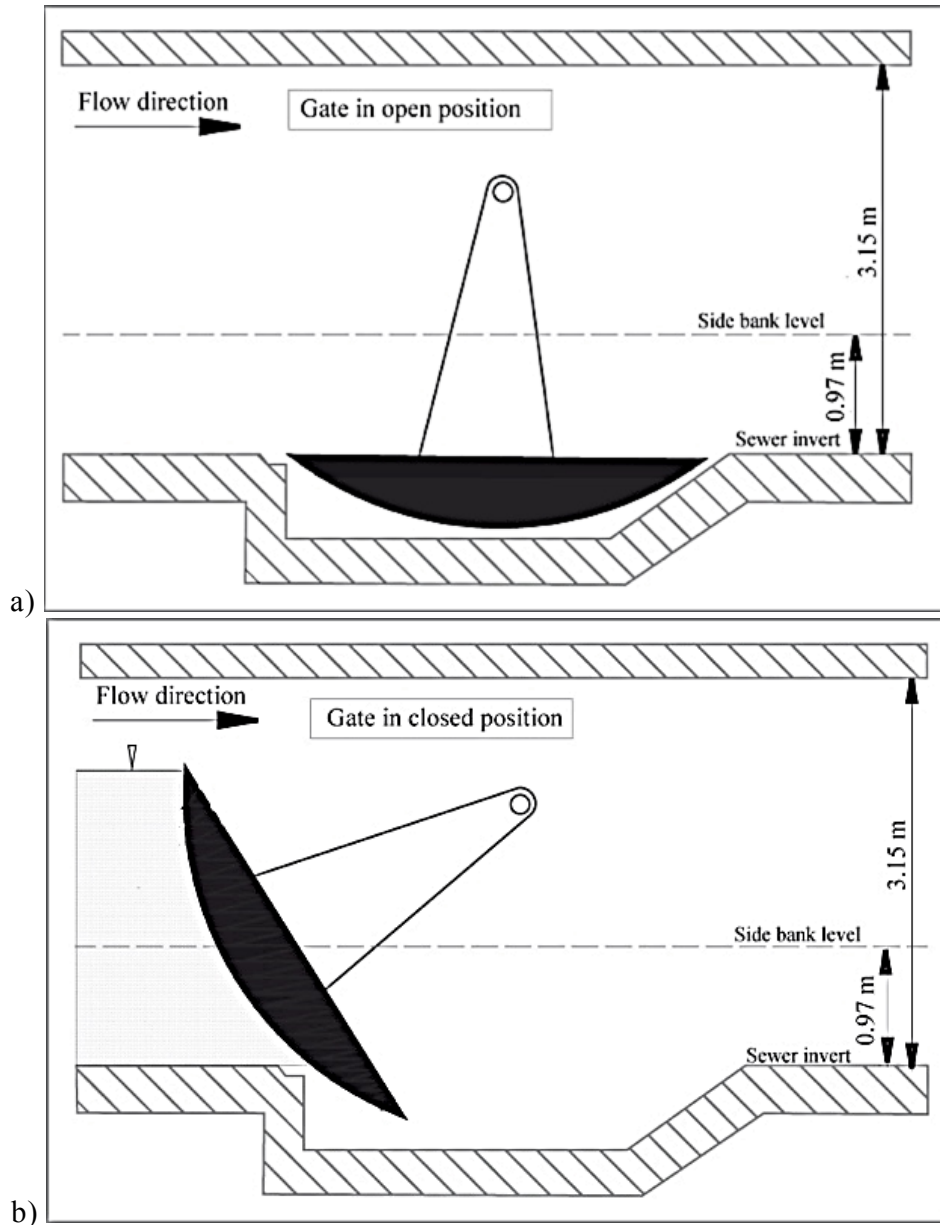 Flow direction
Gate in open position
3.15 m
Side bank level
0.97 m
Sewer invert
a)
Flow direction
Gate in closed position
3.15 m
Side bank level
0.97 m
Sewer invert
b)